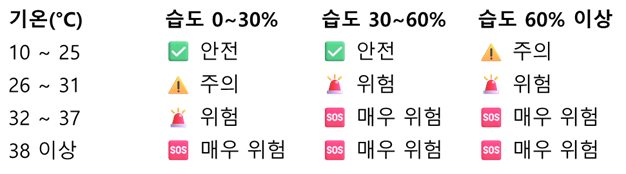 기온(°C) 습도 0~30% 습도 30~60% 습도 60% 이상
10 ~ 25 ✅ 안전 ✅ 안전 ⚠️ 주의
26 ~ 31 ⚠️ 주의 🚨 위험 🚨 위험
32 ~ 37 🚨 위험 🆘 매우 위험 🆘 매우 위험
38 이상 🆘 매우 위험 🆘 매우 위험 🆘 매우 위험